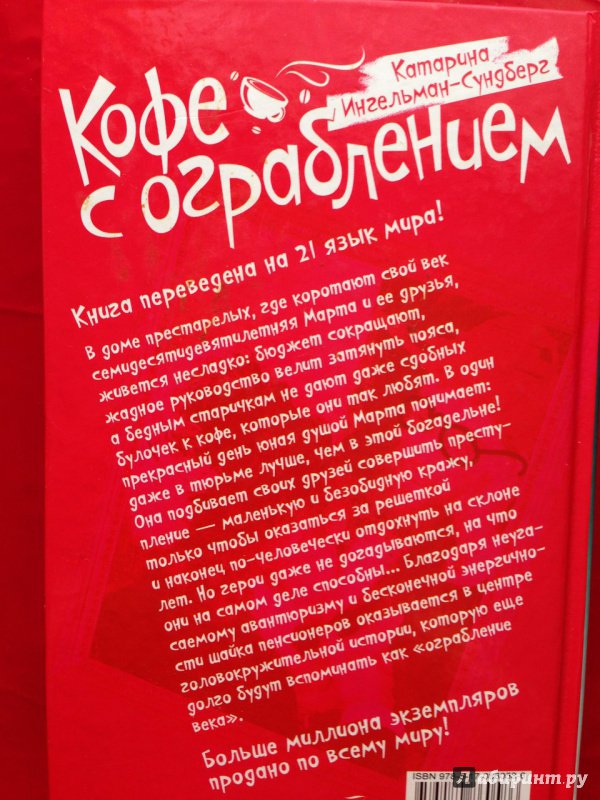 Катарина
Ингельман-Сундберг
Кофе
с ограблением
Книга переведена на 21 язык мира!
В доме престарелых, где коротают свой век
семидесятидевятилетняя Марта и ее друзья,
живется несладко: бюджет сокращают,
жадное руководство велит затянуть пояса,
а бедным старичкам не дают даже сдобных
булочек к кофе, которые они так любят. В один
прекрасный день юная душой Марта понимает:
даже в тюрьме лучше, чем в этой богадельне!
Она подбивает своих друзей совершить престу-
пление — маленькую и безобидную кражу,
только чтобы оказаться за решеткой
и наконец по-человечески отдохнуть на склоне
лет. Но герои даже не догадываются, на что
они на самом деле способны... Благодаря неуга-
саемому авантюризму и бесконечной энергично-
сти шайка пенсионеров оказывается в центре
головокружительной истории, которую еще
долго будут вспоминать как «ограбление
века».
Больше миллиона экземпляров
продано по всему миру!
ISBN 978
Лабиринт.ру